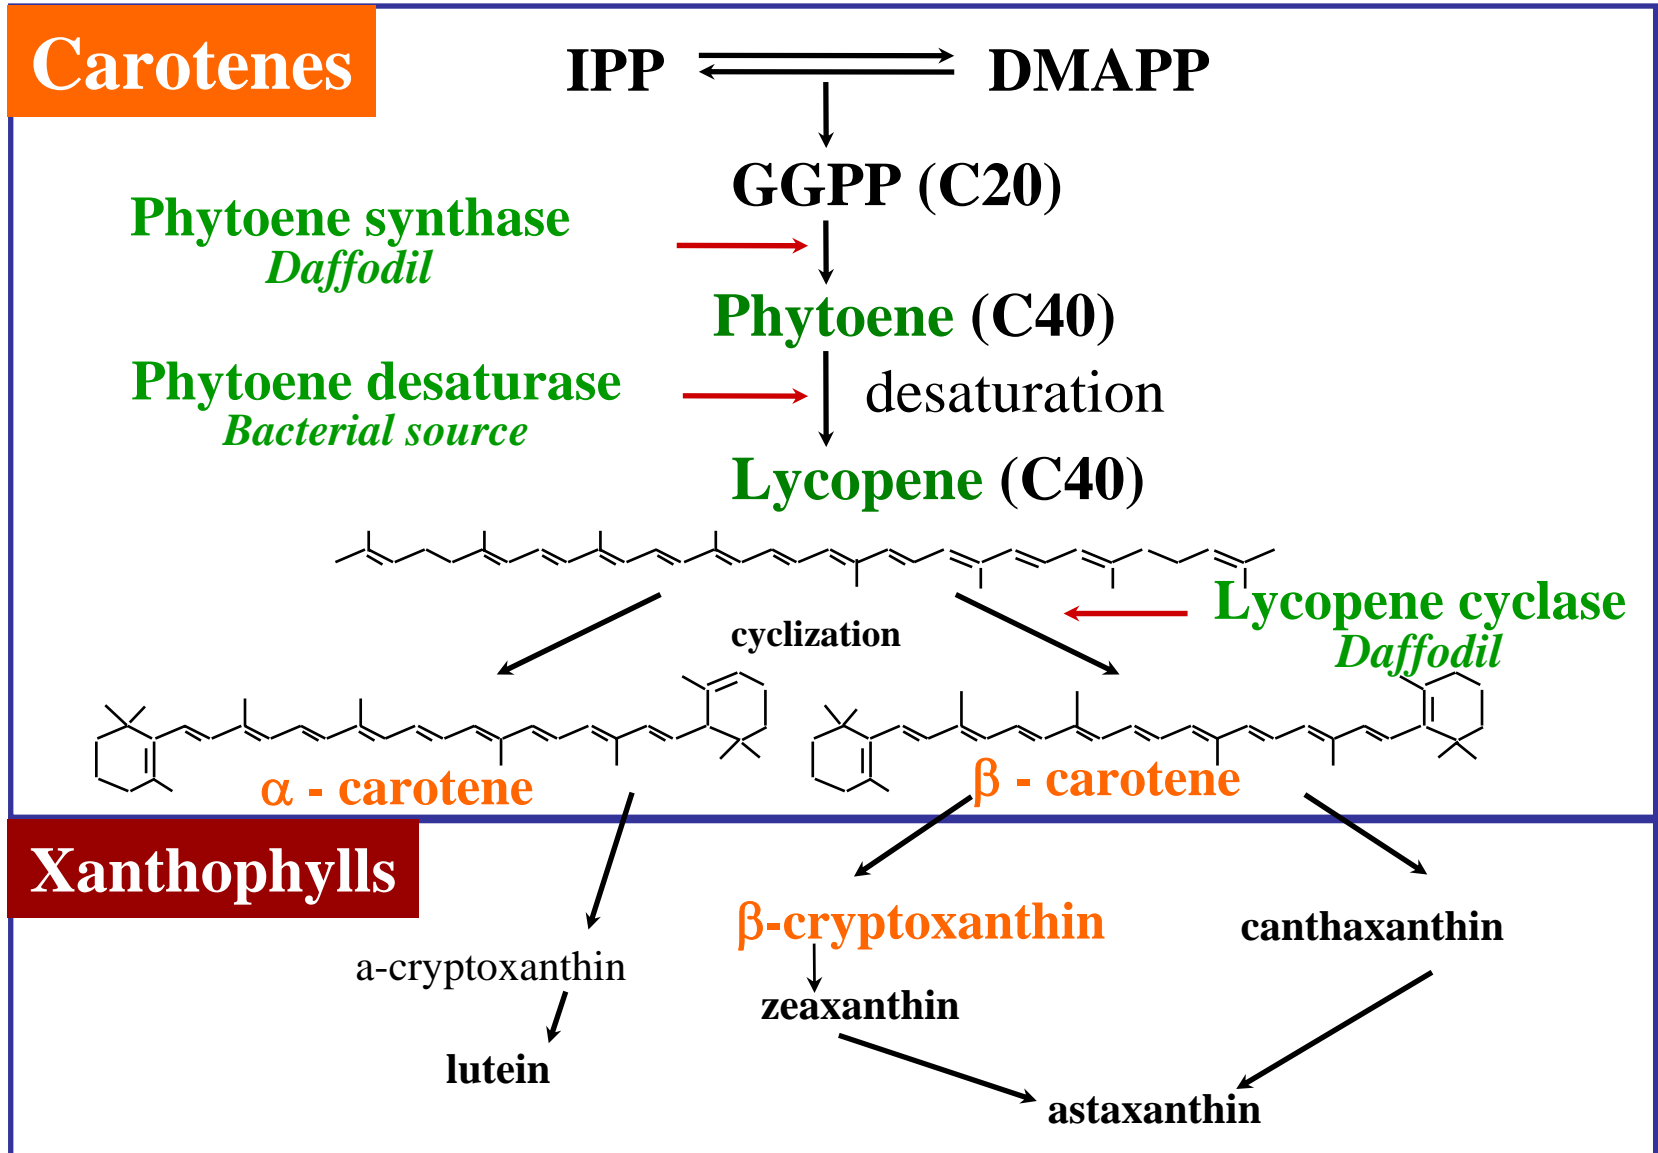 Carotenes
IPP DMAPP
GGPP (C20)
Phytoene synthase
Daffodil
Phytoene (C40)
Phytoene desaturase
Bacterial source
desaturation
Lycopene (C40)
Lycopene cyclase
Daffodil
cyclization
α - carotene
β - carotene
Xanthophylls
β-cryptoxanthin
canthaxanthin
a-cryptoxanthin
zeaxanthin
lutein
astaxanthin